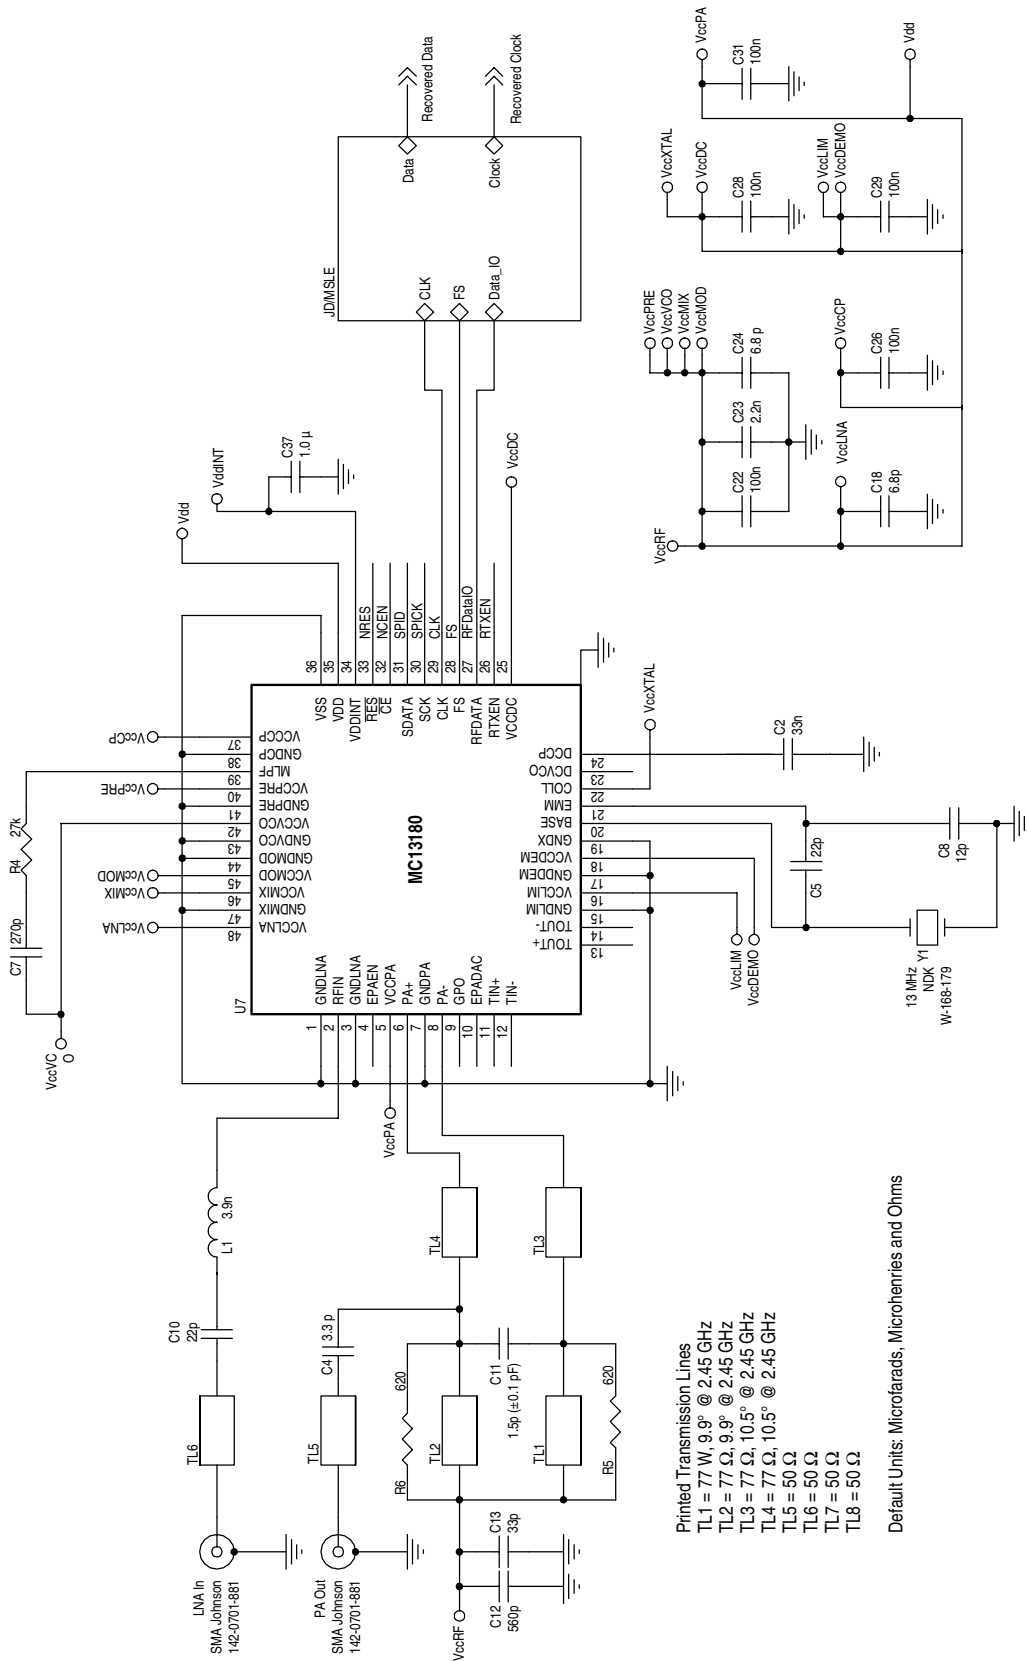 LNA In
SMA Johnson
142-0701-881
TL6
C10
22p
L1
3.9n
PA Out
SMA Johnson
142-0701-881
TL5
C4
3.3 p
VccRF
C12
560p
C13
33p
R6
620
TL2
TL1
R5
620
C11
1.5p (±0.1 pF)
TL4
TL3
VccPA
VccVC
O
C7
270p
R4
27k
VccLNA
VccMIX
VccMOD
VccPRE
VccCP
U7
MC13180
1 GNDLNA
2 RFIN
3 GNDLNA
4 EPAEN
5 VCCPA
6 PA+
7 GNDPA
8 PA-
9 GPO
10 EPADAC
11 TIN+
12 TIN-
13 TOUT+
14 TOUT-
15 GNDLIM
16 VCCLIM
17 GNDDEM
18 VCCDEM
19 GNDX
20 BASE
21 EMM
22 COLL
23 DCVCO
24 DCCP
25 VCCDC
26 RTXEN
27 RFDATA
28 FS
29 CLK
30 SCK
31 SDATA
32 CE
33 RES
34 VDDINT
35 VDD
36 VSS
37 VCCCP
38 GNDCP
39 MLPF
40 VCCPRE
41 GNDPRE
42 VCCVCO
43 GNDVCO
44 GNDMOD
45 VCCMOD
46 VCCMIX
47 GNDMIX
48 VCCLNA
NRES
NCEN
SPID
SPICK
CLK
FS
RFDataIO
RTXEN
Vdd
VddINT
C37
1.0 µ
VccDC
JD/MSLE
CLK
FS
Data_IO
Data
Clock
Recovered Data
Recovered Clock
VccLIM
VccDEMO
13 MHz
NDK Y1
W-168-179
C5
22p
C8
12p
C2
33n
VccXTAL
VccRF
C22
100n
C23
2.2n
C24
6.8 p
VccPRE
VccVCO
VccMIX
VccMOD
VccLNA
C18
6.8p
VccCP
C26
100n
VccXTAL
VccDC
C28
100n
VccLIM
VccDEMO
C29
100n
VccPA
C31
100n
Vdd
Printed Transmission Lines
TL1 = 77 W, 9.9° @ 2.45 GHz
TL2 = 77 Ω, 9.9° @ 2.45 GHz
TL3 = 77 Ω, 10.5° @ 2.45 GHz
TL4 = 77 Ω, 10.5° @ 2.45 GHz
TL5 = 50 Ω
TL6 = 50 Ω
TL7 = 50 Ω
TL8 = 50 Ω
Default Units: Microfarads, Microhenries and Ohms